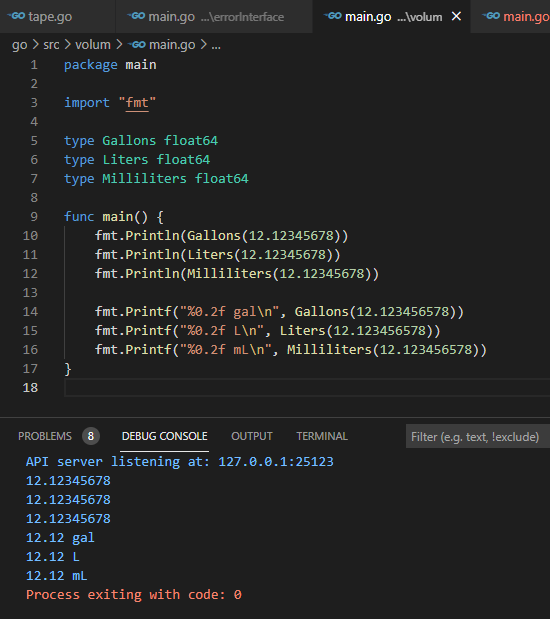 tape.go main.go ...\errorInterface main.go ...\volum × main.go
go > src > volum > main.go > ...
1 package main
2
3 import "fmt"
4
5 type Gallons float64
6 type Liters float64
7 type Milliliters float64
8
9 func main() {
10 fmt.Println(Gallons(12.12345678))
11 fmt.Println(Liters(12.12345678))
12 fmt.Println(Milliliters(12.12345678))
13
14 fmt.Printf("%0.2f gal\n", Gallons(12.123456578))
15 fmt.Printf("%0.2f L\n", Liters(12.123456578))
16 fmt.Printf("%0.2f mL\n", Milliliters(12.123456578))
17 }
18
PROBLEMS 8 DEBUG CONSOLE OUTPUT TERMINAL Filter (e.g. text, !exclude)
API server listening at: 127.0.0.1:25123
12.12345678
12.12345678
12.12345678
12.12 gal
12.12 L
12.12 mL
Process exiting with code: 0